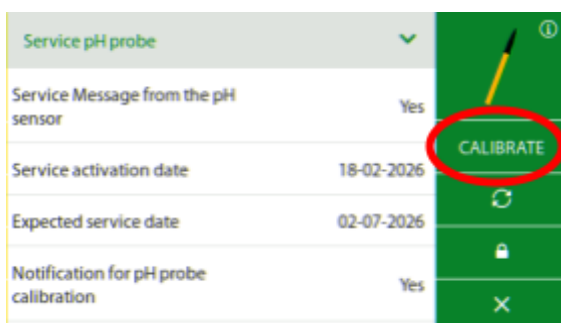 Service pH probe
Service Message from the pH
sensor
Yes
CALIBRATE
Service activation date
18-02-2026
Expected service date
02-07-2026
Notification for pH probe
calibration
Yes